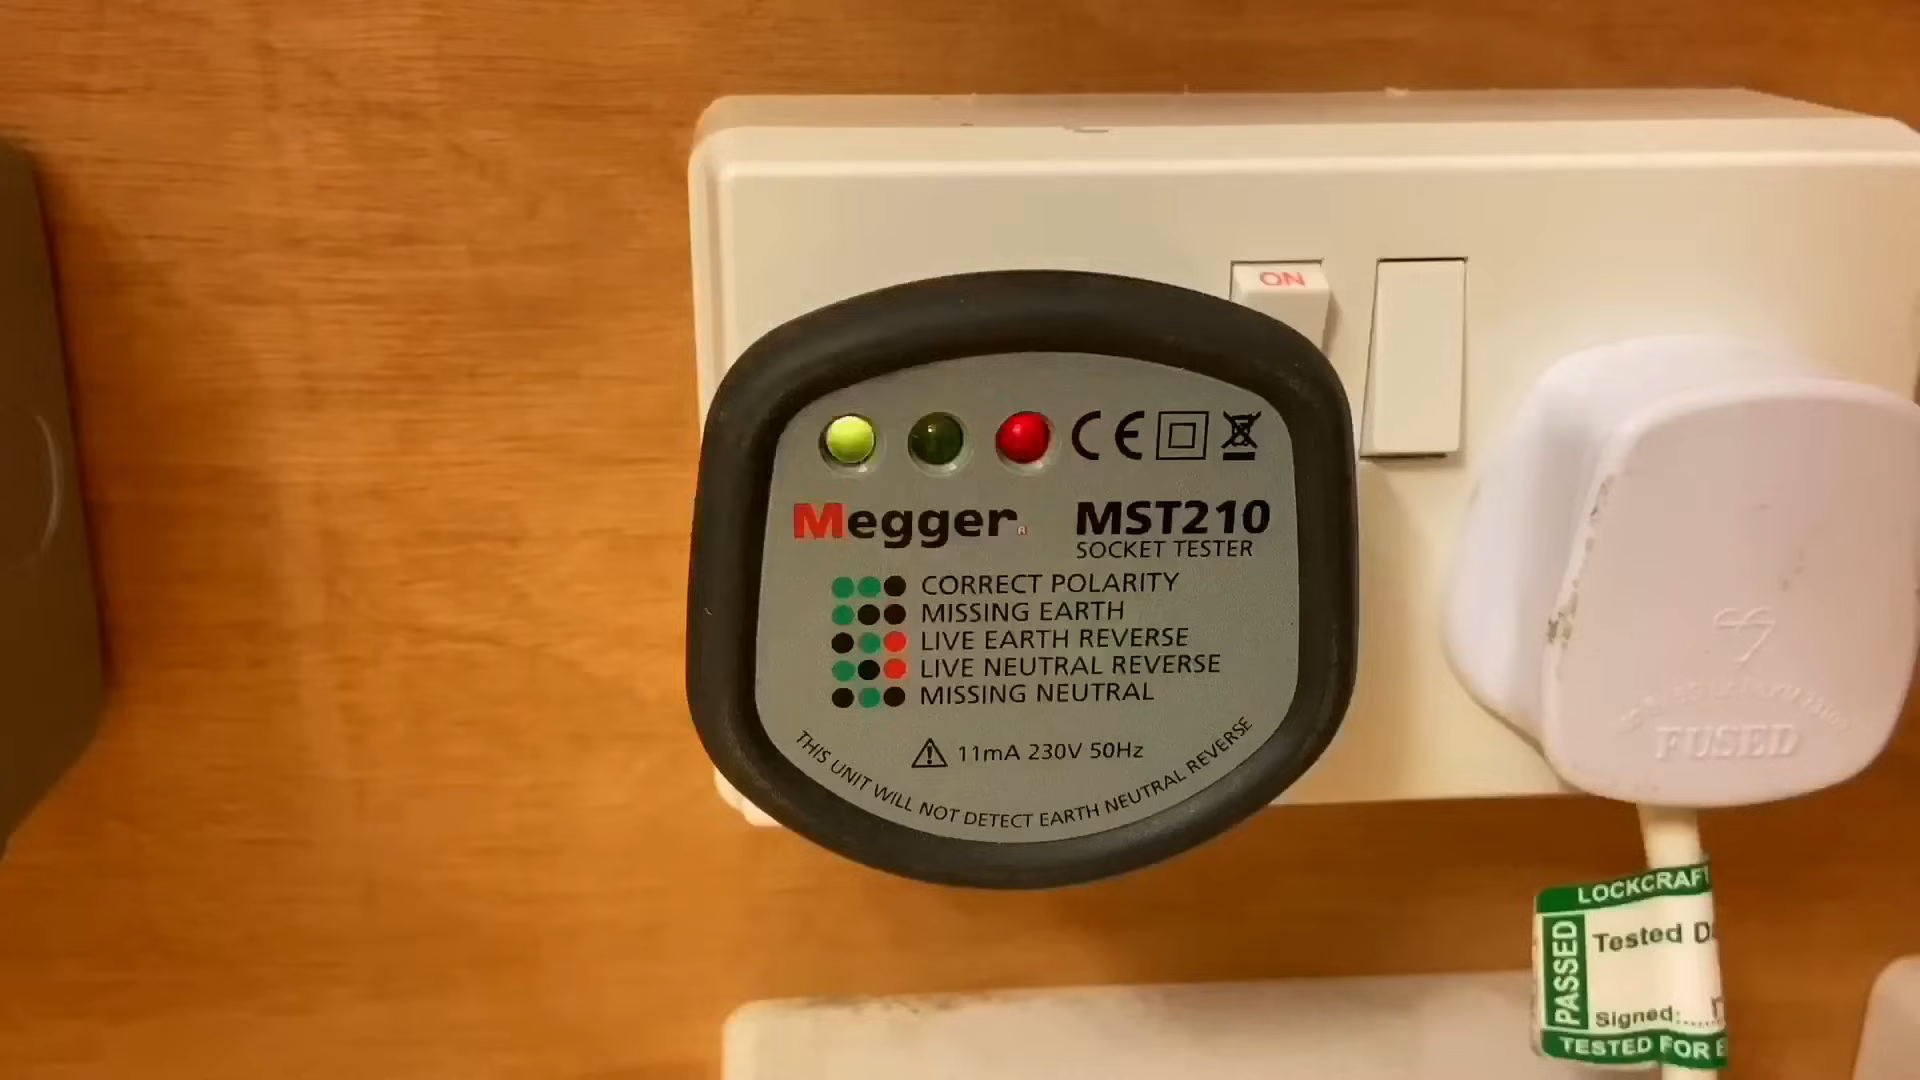 ON
CE
Megger®
MST210
SOCKET TESTER
CORRECT POLARITY
MISSING EARTH
LIVE EARTH REVERSE
LIVE NEUTRAL REVERSE
MISSING NEUTRAL
11mA 230V 50Hz
THIS UNIT WILL NOT DETECT EARTH NEUTRAL REVERSE
FUSED
LOCKCRAFT
PASSED
Tested
Signed:
TESTED FOR